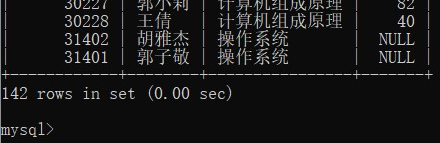 30227 | 郭小莉 | 计算机组成原理 | 82 |
| 30228 | 王倩 | 计算机组成原理 | 40 |
| 31402 | 胡雅杰 | 操作系统 | NULL |
| 31401 | 郭子敬 | 操作系统 | NULL |
142 rows in set (0.00 sec)
mysql>